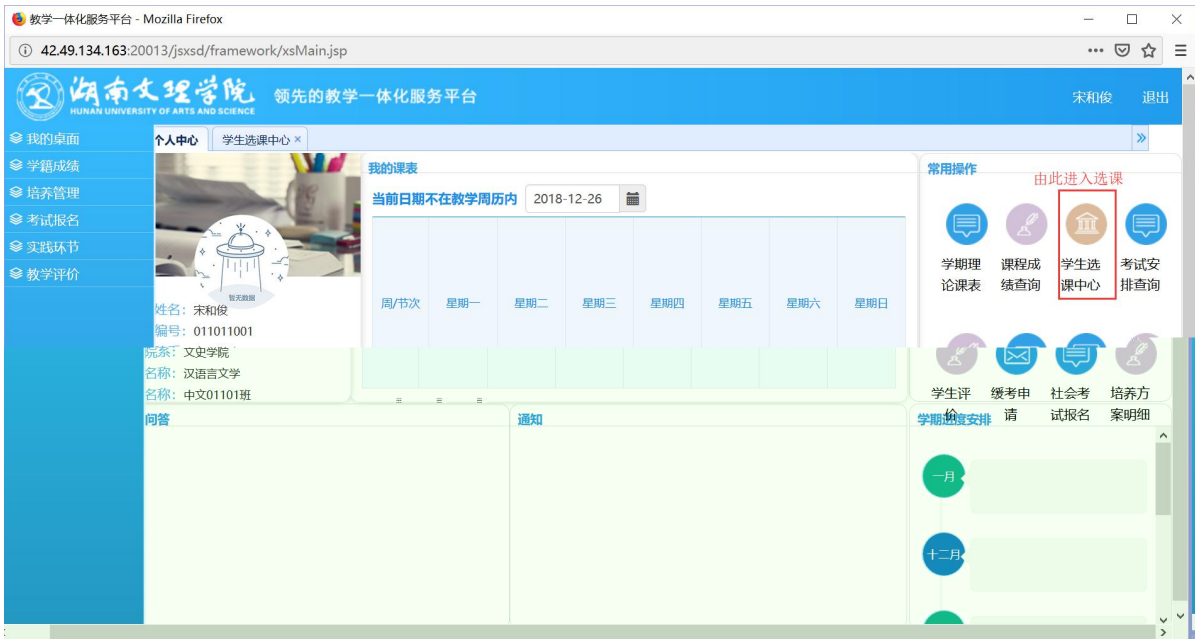 教学一体化服务平台 - Mozilla Firefox
42.49.134.163:20013/jsxsd/framework/xsMain.jsp
湖南文理学院
HUNAN UNIVERSITY OF ARTS AND SCIENCE
领先的教学一体化服务平台
宋和俊
退出
我的桌面
学籍成绩
培养管理
考试报名
实践环节
教学评价
个人中心
学生选课中心 ×
暂无数据
姓名：宋和俊
编号：011011001
院系：文史学院
名称：汉语言文学
名称：中文01101班
我的课表
当前日期不在教学周历内
2018-12-26
周/节次 星期一 星期二 星期三 星期四 星期五 星期六 星期日
常用操作
由此进入选课
学期理
论课表
课程成
绩查询
学生选
课中心
考试安
排查询
学生评
价
缓考申
请
社会考
试报名
培养方
案明细
问答
通知
学期进度安排
一月
十二月